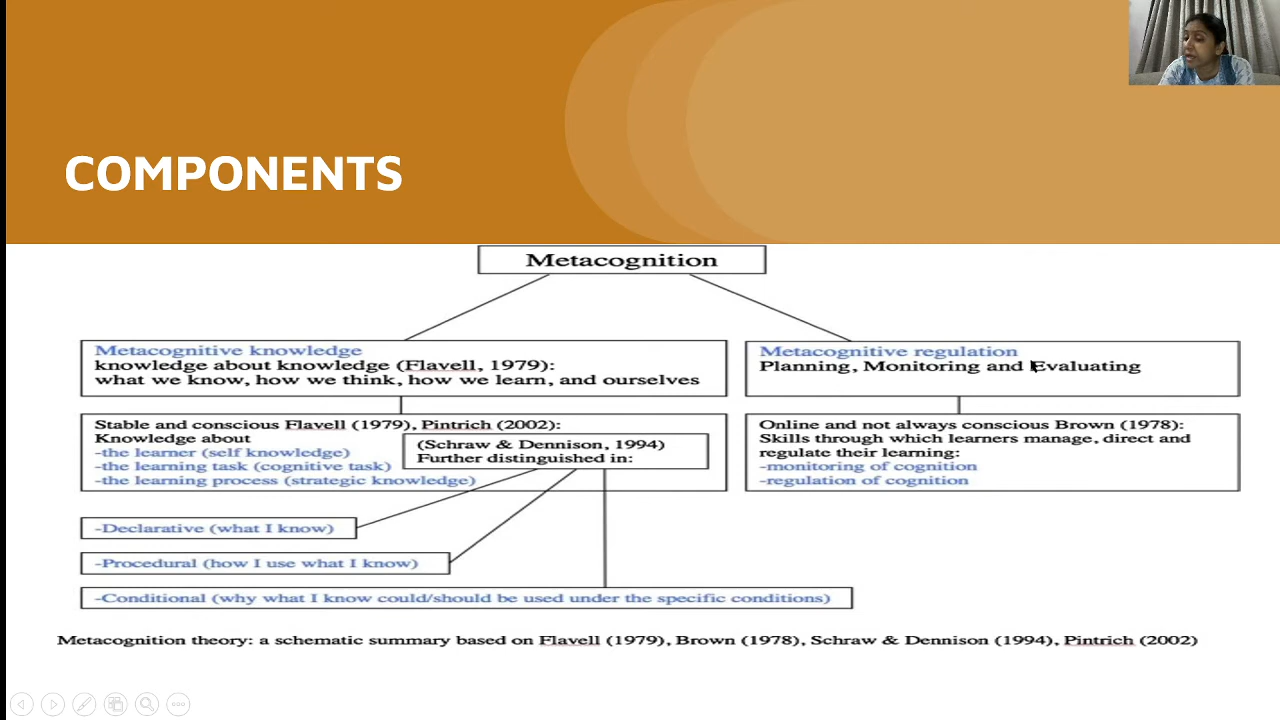 COMPONENTS
Metacognition
Metacognitive knowledge
knowledge about knowledge (Flavell, 1979):
what we know, how we think, how we learn, and ourselves
Metacognitive regulation
Planning, Monitoring and Evaluating
Stable and conscious Flavell (1979), Pintrich (2002):
Knowledge about
-the learner (self knowledge)
-the learning task (cognitive task)
-the learning process (strategic knowledge)
(Schraw & Dennison, 1994)
Further distinguished in:
Online and not always conscious Brown (1978):
Skills through which learners manage, direct and
regulate their learning:
-monitoring of cognition
-regulation of cognition
-Declarative (what I know)
-Procedural (how I use what I know)
-Conditional (why what I know could/should be used under the specific conditions)
Metacognition theory: a schematic summary based on Flavell (1979), Brown (1978), Schraw & Dennison (1994), Pintrich (2002)